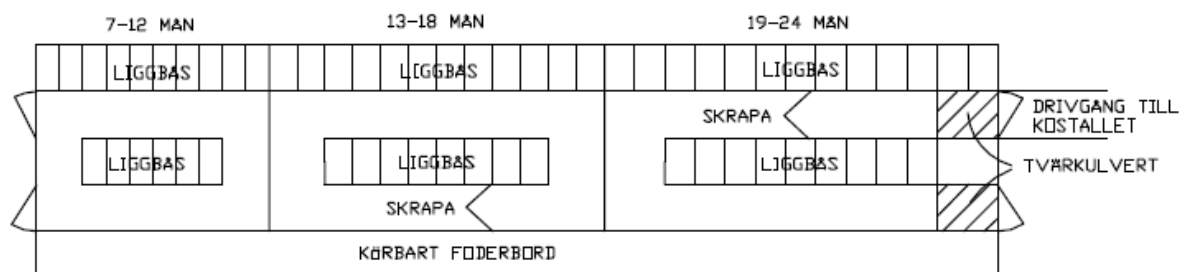 7-12 MÅN
13-18 MÅN
19-24 MÅN
LIGGBÅS
LIGGBÅS
LIGGBÅS
SKRAPA
DRIVGÅNG TILL
KOSTALLET
LIGGBÅS
LIGGBÅS
LIGGBÅS
TVÄRKULVERT
SKRAPA
KÖRBART FODERBORD